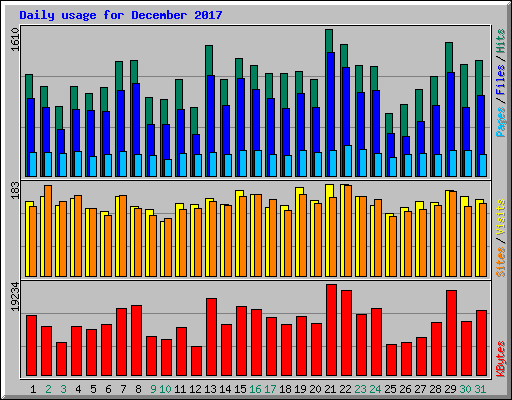 Daily usage for December 2017
1610
Pages / Files / Hits
183
Sites / Visits
19234
KBytes
1 2 3 4 5 6 7 8 9 10 11 12 13 14 15 16 17 18 19 20 21 22 23 24 25 26 27 28 29 30 31